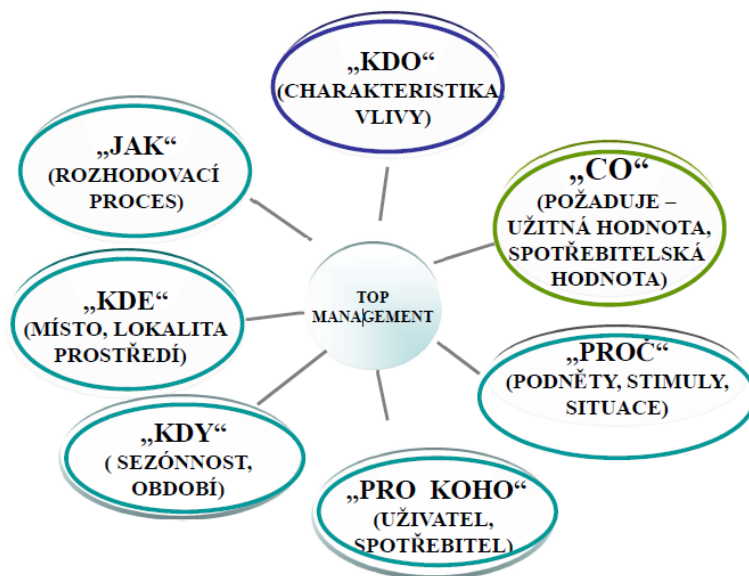 „KDO“
(CHARAKTERISTIKA,
VLIVY)
„JAK“
(ROZHODOVACÍ
PROCES)
„CO“
(POŽADUJE –
UŽITNÁ HODNOTA,
SPOTŘEBITELSKÁ
HODNOTA)
„KDE“
(MÍSTO, LOKALITA
PROSTŘEDÍ)
TOP
MANAGEMENT
„PROČ“
(PODNĚTY, STIMULY,
SITUACE)
„KDY“
( SEZÓNNOST,
OBDOBÍ)
„PRO KOHO“
(UŽIVATEL,
SPOTŘEBITEL)